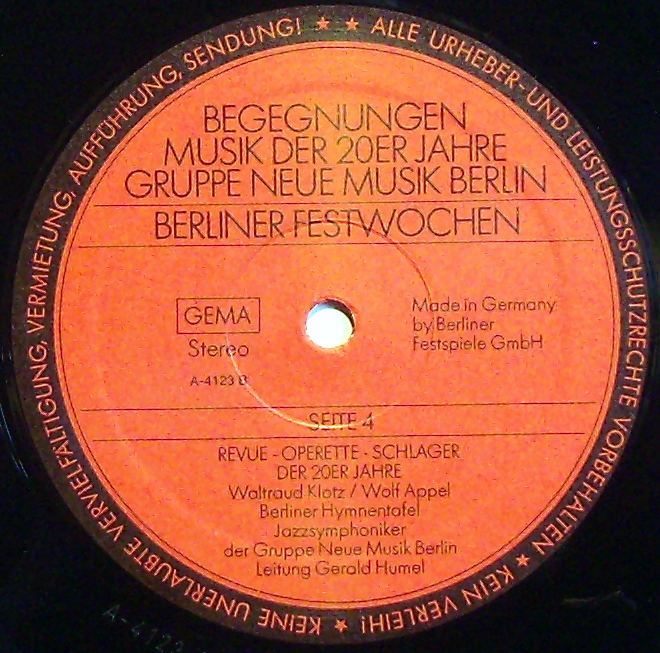 ★ ALLE URHEBER- UND LEISTUNGSSCHUTZRECHTE VORBEHALTEN ★ KEIN VERLEIH! ★ KEINE UNERLAUBTE VERVIELFÄLTIGUNG, VERMIETUNG, AUFFÜHRUNG, SENDUNG! ★
BEGEGNUNGEN
MUSIK DER 20ER JAHRE
GRUPPE NEUE MUSIK BERLIN
BERLINER FESTWOCHEN
GEMA
Stereo
A-4123 B
Made in Germany
by Berliner
Festspiele GmbH
SEITE 4
REVUE - OPERETTE - SCHLAGER
DER 20ER JAHRE
Waltraud Klotz / Wolf Appel
Berliner Hymnentafel
Jazzsymphoniker
der Gruppe Neue Musik Berlin
Leitung Gerald Humel
A-4123